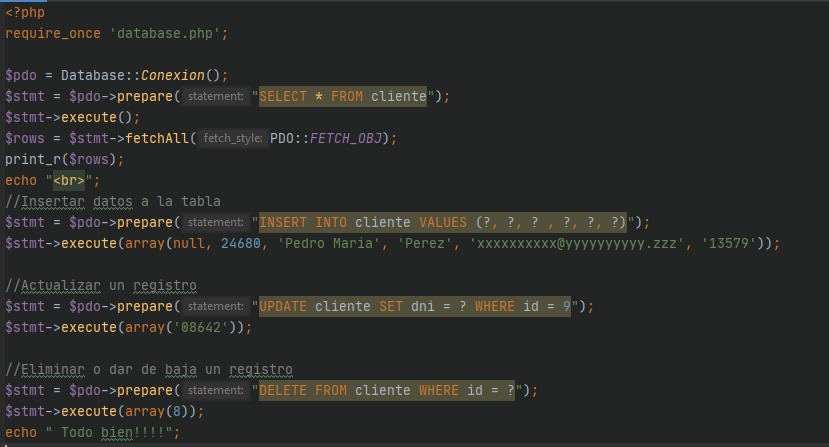 <?php
require_once 'database.php';
$pdo = Database::Conexion();
$stmt = $pdo->prepare( statement: "SELECT * FROM cliente");
$stmt->execute();
$rows = $stmt->fetchAll( fetch_style: PDO::FETCH_OBJ);
print_r($rows);
echo "<br>";
//Insertar datos a la tabla
$stmt = $pdo->prepare( statement: "INSERT INTO cliente VALUES (?, ?, ? , ?, ?, ?)");
$stmt->execute(array(null, 24680, 'Pedro Maria', 'Perez', 'xxxxxxxxxx@yyyyyyyyyy.zzz', '13579'));
//Actualizar un registro
$stmt = $pdo->prepare( statement: "UPDATE cliente SET dni = ? WHERE id = 9");
$stmt->execute(array('08642'));
//Eliminar o dar de baja un registro
$stmt = $pdo->prepare( statement: "DELETE FROM cliente WHERE id = ?");
$stmt->execute(array(8));
echo " Todo bien!!!!";